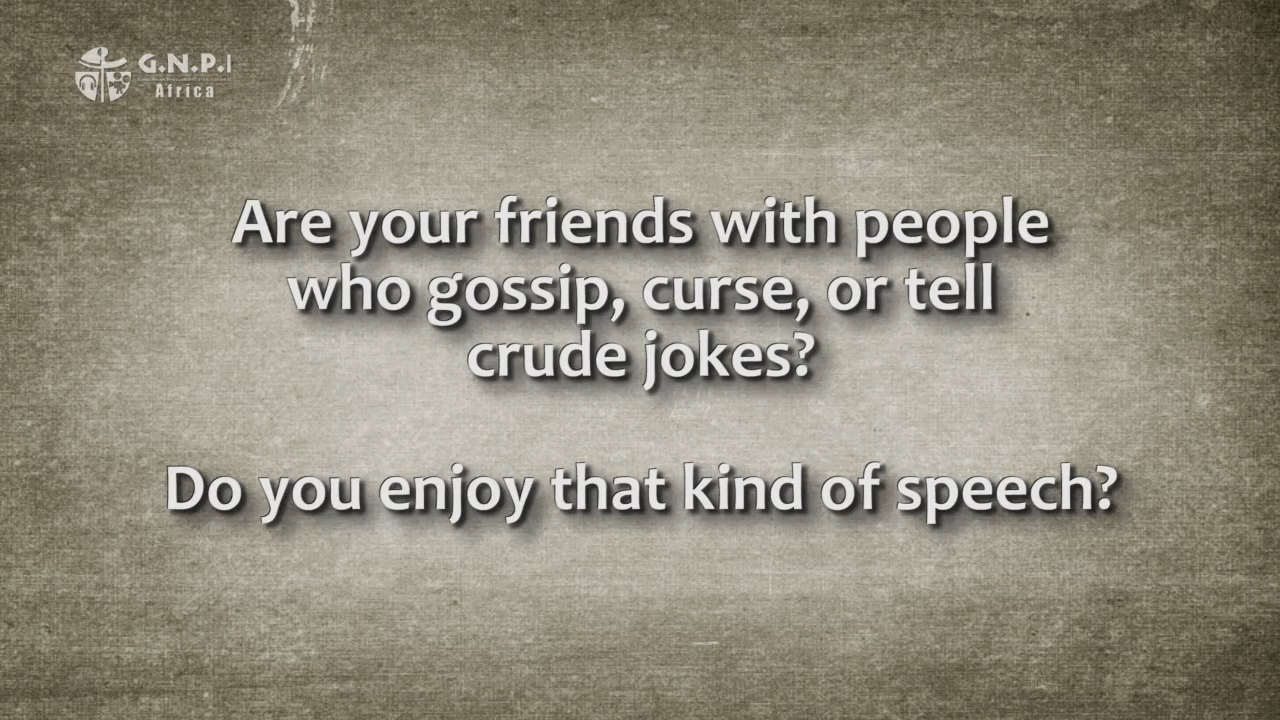 G.N.P.I
Africa
Are your friends with people
who gossip, curse, or tell
crude jokes?
Do you enjoy that kind of speech?